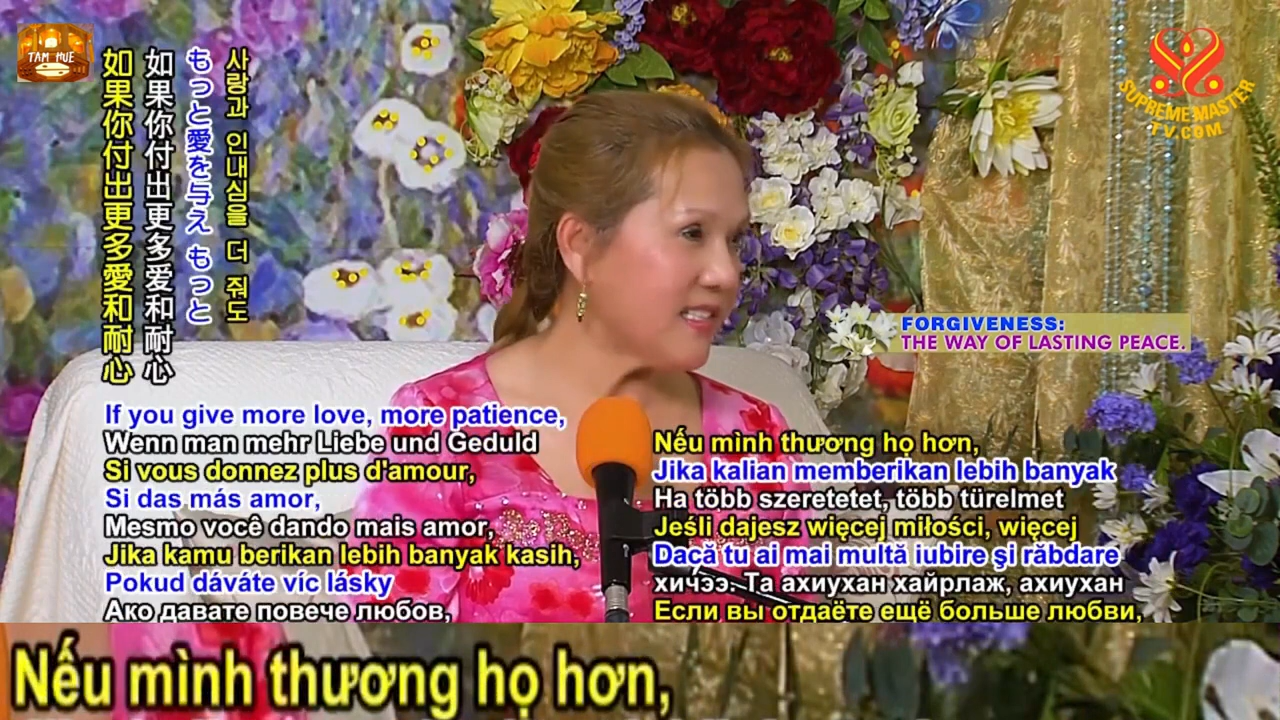 TAM HUE
如果你付出更多愛和耐心
如果你付出更多爱和耐心
もっと愛を与え もっと
사랑과 인내심을 더 줘도
SUPREME MASTER
TV.COM
FORGIVENESS:
THE WAY OF LASTING PEACE.
If you give more love, more patience,
Wenn man mehr Liebe und Geduld
Si vous donnez plus d'amour,
Si das más amor,
Mesmo você dando mais amor,
Jika kamu berikan lebih banyak kasih,
Pokud dáváte víc lásky
Ако давате повече любов,
Nếu mình thương họ hơn,
Jika kalian memberikan lebih banyak
Ha több szeretetet, több türelmet
Jeśli dajesz więcej miłości, więcej
Dacă tu ai mai multă iubire şi răbdare
хичээ. Та ахиухан хайрлаж, ахиухан
Если вы отдаёте ещё больше любви,
Nếu mình thương họ hơn,